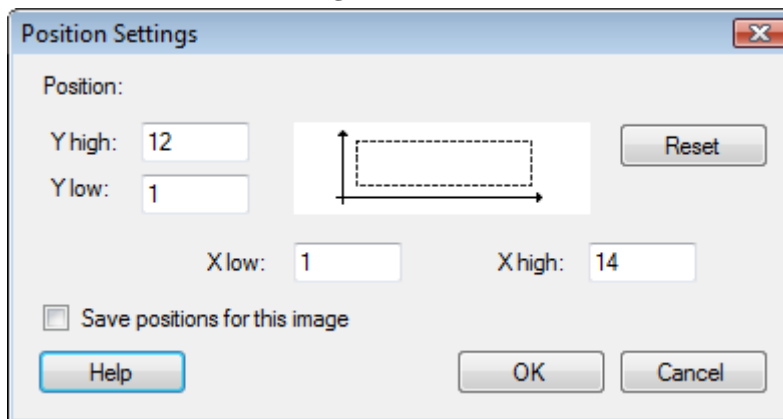 Position Settings
Position:
Y high: 12
Reset
Y low: 1
X low: 1 X high: 14
Save positions for this image
Help OK Cancel